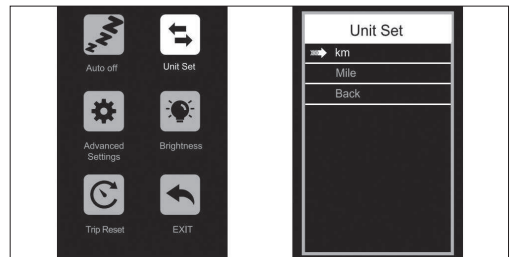 Auto off
Unit Set
Advanced
Settings
Brightness
Trip Reset
EXIT
Unit Set
km
Mile
Back